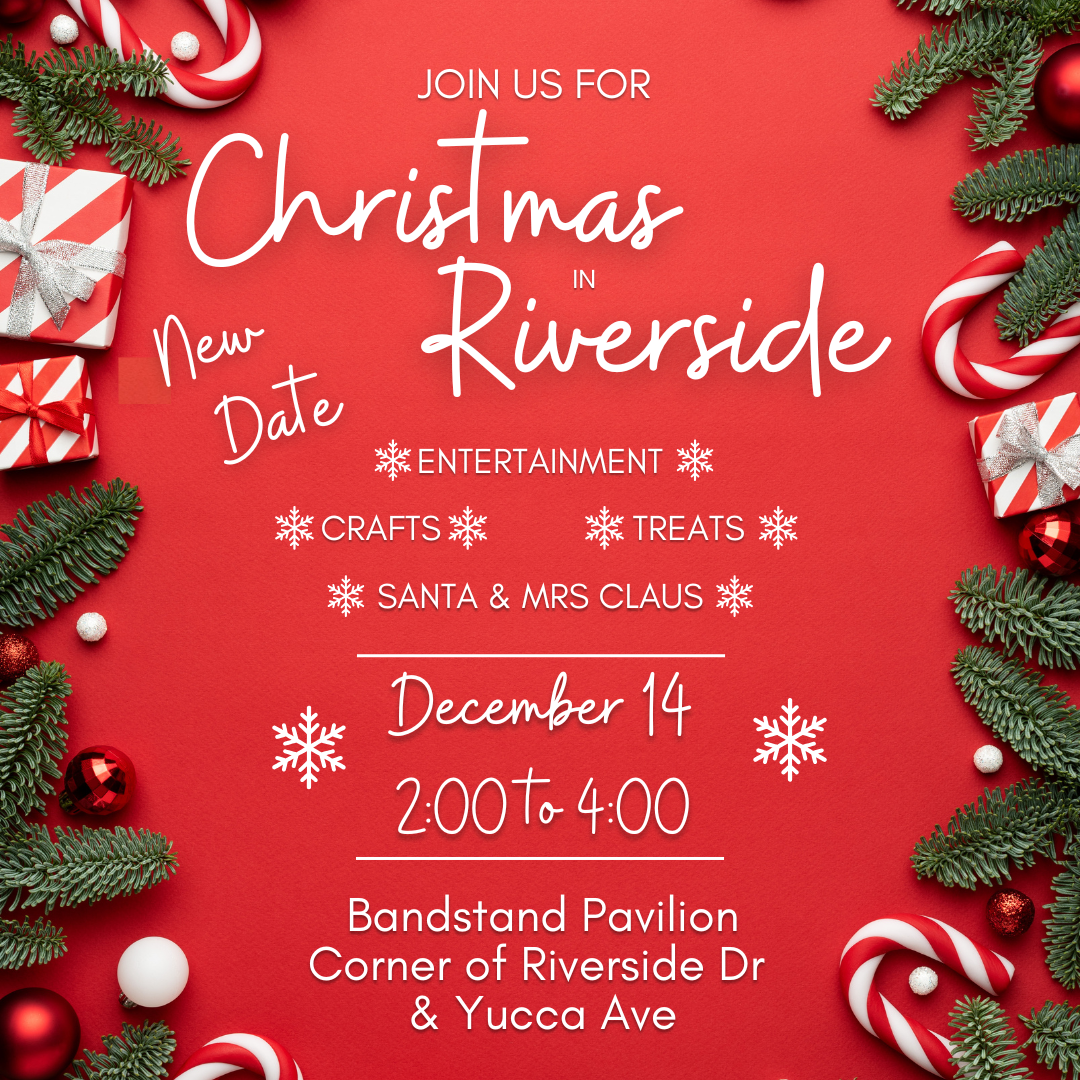 JOIN US FOR
Christmas
IN
Riverside
New
Date
ENTERTAINMENT
CRAFTS TREATS
SANTA & MRS CLAUS
December 14
2:00 to 4:00
Bandstand Pavilion
Corner of Riverside Dr
& Yucca Ave